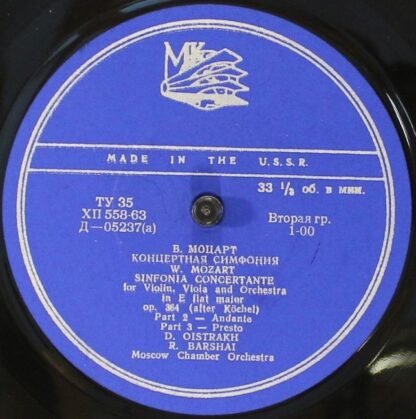 МК
MADE IN THE U.S.S.R.
33 1/3 об. в мин.
ТУ 35
ХП 558-63
Д—05237(а)
Вторая гр.
1-00
В. МОЦАРТ
КОНЦЕРТНАЯ СИМФОНИЯ
W. MOZART
SINFONIA CONCERTANTE
for Violin, Viola and Orchestra
in E flat maior
op. 364 (after Köchel)
Part 2 — Andante
Part 3 — Presto
D. OISTRAKH
R. BARSHAI
Moscow Chamber Orchestra